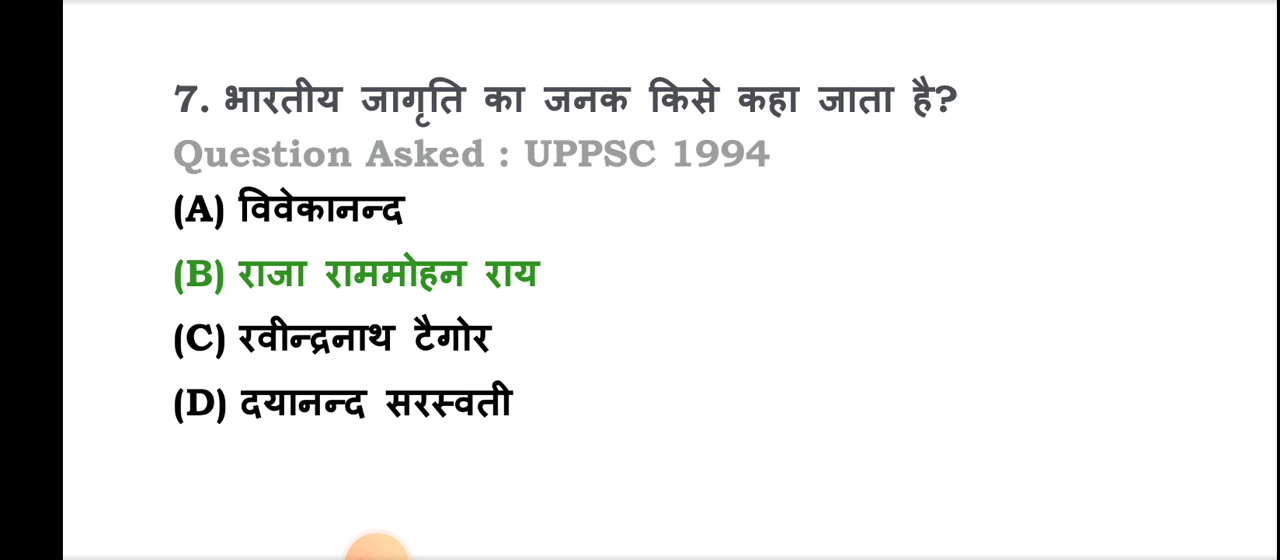 7. भारतीय जागृति का जनक किसे कहा जाता है?
Question Asked : UPPSC 1994
(A) विवेकानन्द
(B) राजा राममोहन राय
(C) रवीन्द्रनाथ टैगोर
(D) दयानन्द सरस्वती